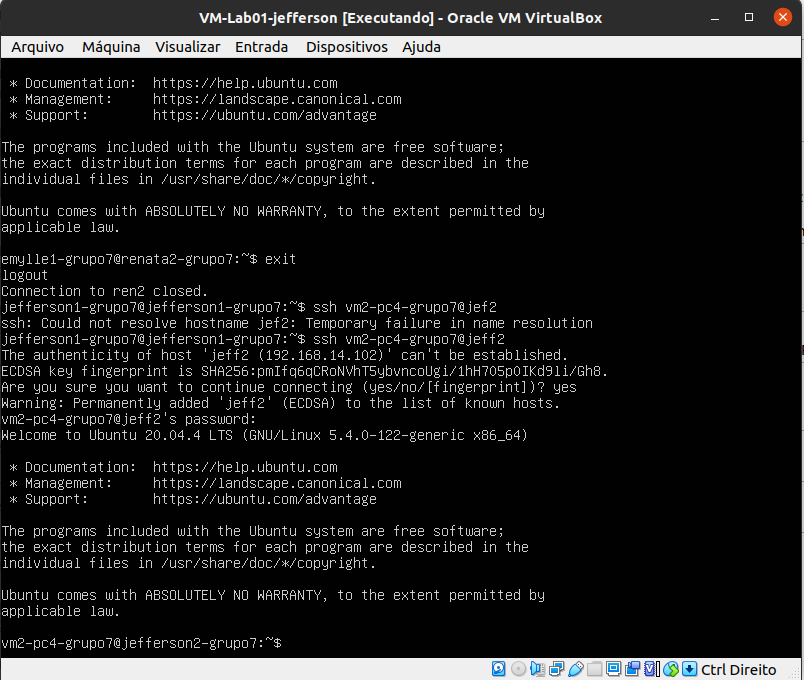 VM-Lab01-jefferson [Executando] - Oracle VM VirtualBox
Arquivo Máquina Visualizar Entrada Dispositivos Ajuda
* Documentation: https://help.ubuntu.com
* Management: https://landscape.canonical.com
* Support: https://ubuntu.com/advantage
The programs included with the Ubuntu system are free software;
the exact distribution terms for each program are described in the
individual files in /usr/share/doc/*/copyright.
Ubuntu comes with ABSOLUTELY NO WARRANTY, to the extent permitted by
applicable law.
emylle1-grupo7@renata2-grupo7:~$ exit
logout
Connection to ren2 closed.
jefferson1-grupo7@jefferson1-grupo7:~$ ssh vm2-pc4-grupo7@jef2
ssh: Could not resolve hostname jef2: Temporary failure in name resolution
jefferson1-grupo7@jefferson1-grupo7:~$ ssh vm2-pc4-grupo7@jeff2
The authenticity of host 'jeff2 (192.168.14.102)' can't be established.
ECDSA key fingerprint is SHA256:pmIfq6qCRoNVhT5ybvncoUgi/1hH705pOIKd9li/Gh8.
Are you sure you want to continue connecting (yes/no/[fingerprint])? yes
Warning: Permanently added 'jeff2' (ECDSA) to the list of known hosts.
vm2-pc4-grupo7@jeff2's password:
Welcome to Ubuntu 20.04.4 LTS (GNU/Linux 5.4.0-122-generic x86_64)
* Documentation: https://help.ubuntu.com
* Management: https://landscape.canonical.com
* Support: https://ubuntu.com/advantage
The programs included with the Ubuntu system are free software;
the exact distribution terms for each program are described in the
individual files in /usr/share/doc/*/copyright.
Ubuntu comes with ABSOLUTELY NO WARRANTY, to the extent permitted by
applicable law.
vm2-pc4-grupo7@jefferson2-grupo7:~$
Ctrl Direito